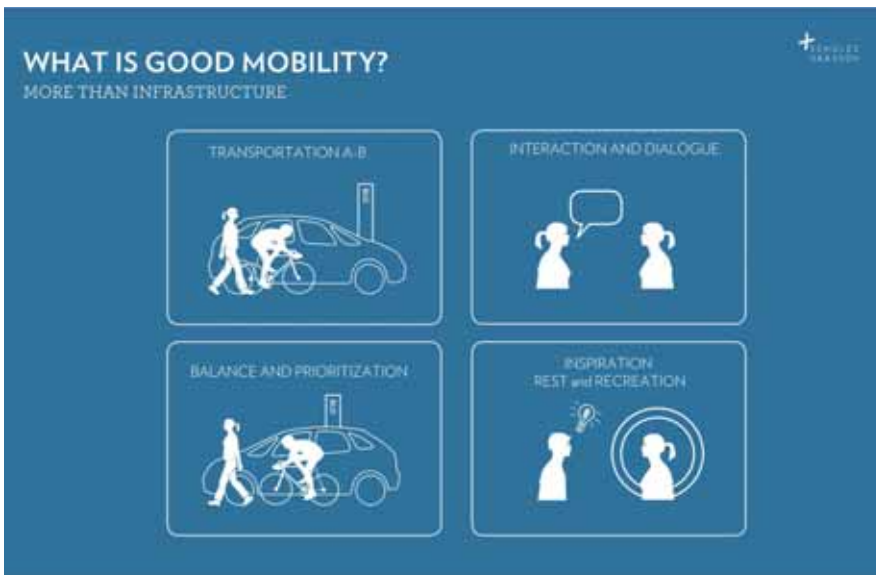 WHAT IS GOOD MOBILITY?
MORE THAN INFRASTRUCTURE
TRANSPORTATION A-B
INTERACTION AND DIALOGUE
BALANCE AND PRIORITIZATION
INSPIRATION
REST and RECREATION